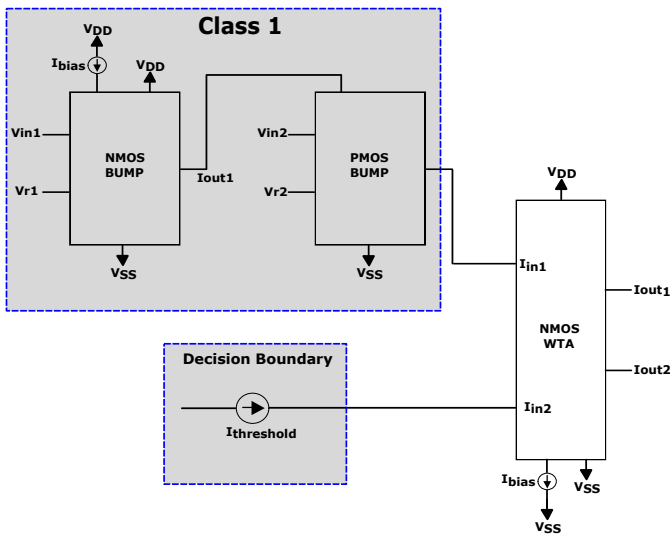 Class 1
VDD
Ibias
VDD
Vin1
Vr1
NMOS
BUMP
Iout1
VSS
Vin2
Vr2
PMOS
BUMP
VSS
VDD
Iin1
NMOS
WTA
Iout1
Iout2
Iin2
Ibias
VSS
VSS
Decision Boundary
Ithreshold